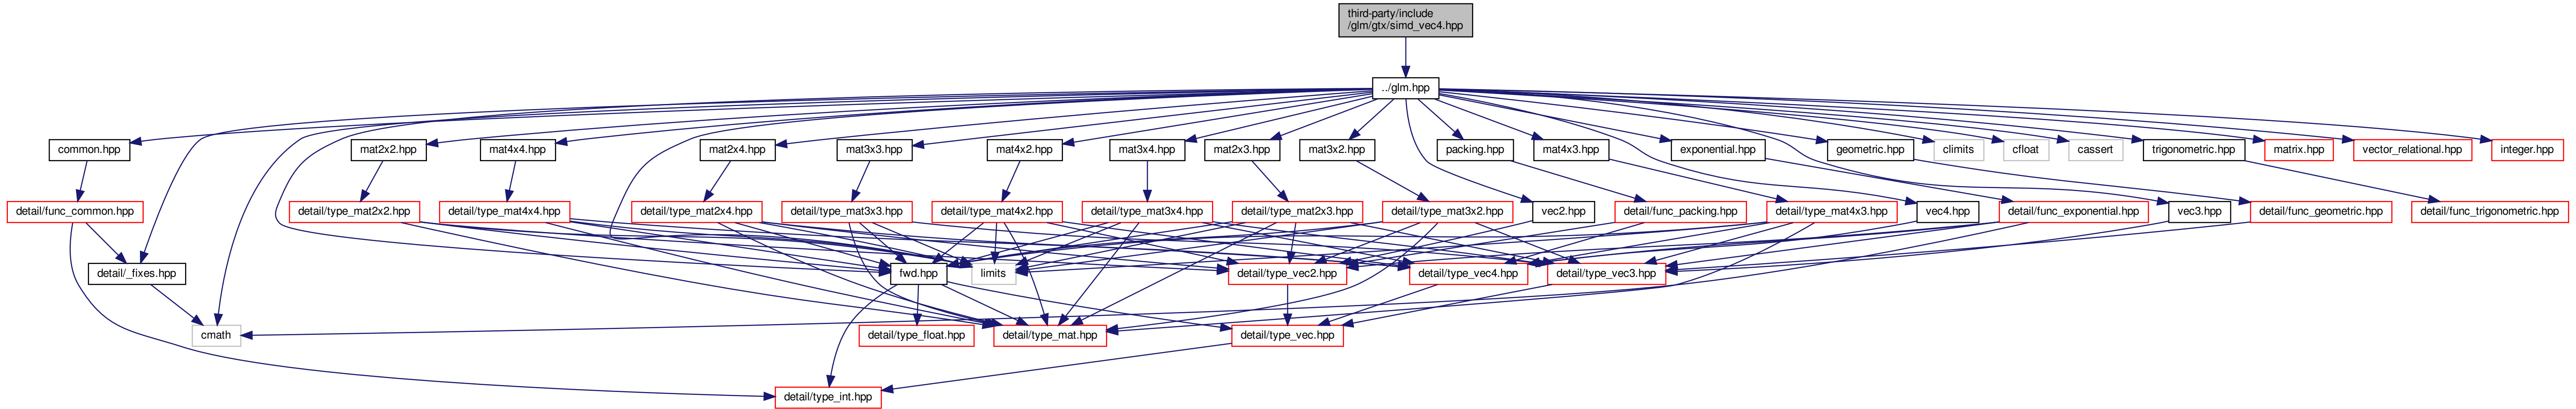 third-party/include
/glm/gtx/simd_vec4.hpp
../glm.hpp
common.hpp
mat2x2.hpp
mat4x4.hpp
mat2x4.hpp
mat3x3.hpp
mat4x2.hpp
mat3x4.hpp
mat2x3.hpp
mat3x2.hpp
packing.hpp
mat4x3.hpp
exponential.hpp
geometric.hpp
climits
cfloat
cassert
trigonometric.hpp
matrix.hpp
vector_relational.hpp
integer.hpp
detail/func_common.hpp
detail/type_mat2x2.hpp
detail/type_mat4x4.hpp
detail/type_mat2x4.hpp
detail/type_mat3x3.hpp
detail/type_mat4x2.hpp
detail/type_mat3x4.hpp
detail/type_mat2x3.hpp
detail/type_mat3x2.hpp
vec2.hpp
detail/func_packing.hpp
detail/type_mat4x3.hpp
vec4.hpp
detail/func_exponential.hpp
vec3.hpp
detail/func_geometric.hpp
detail/func_trigonometric.hpp
detail/_fixes.hpp
fwd.hpp
limits
detail/type_vec2.hpp
detail/type_vec4.hpp
detail/type_vec3.hpp
cmath
detail/type_float.hpp
detail/type_mat.hpp
detail/type_vec.hpp
detail/type_int.hpp